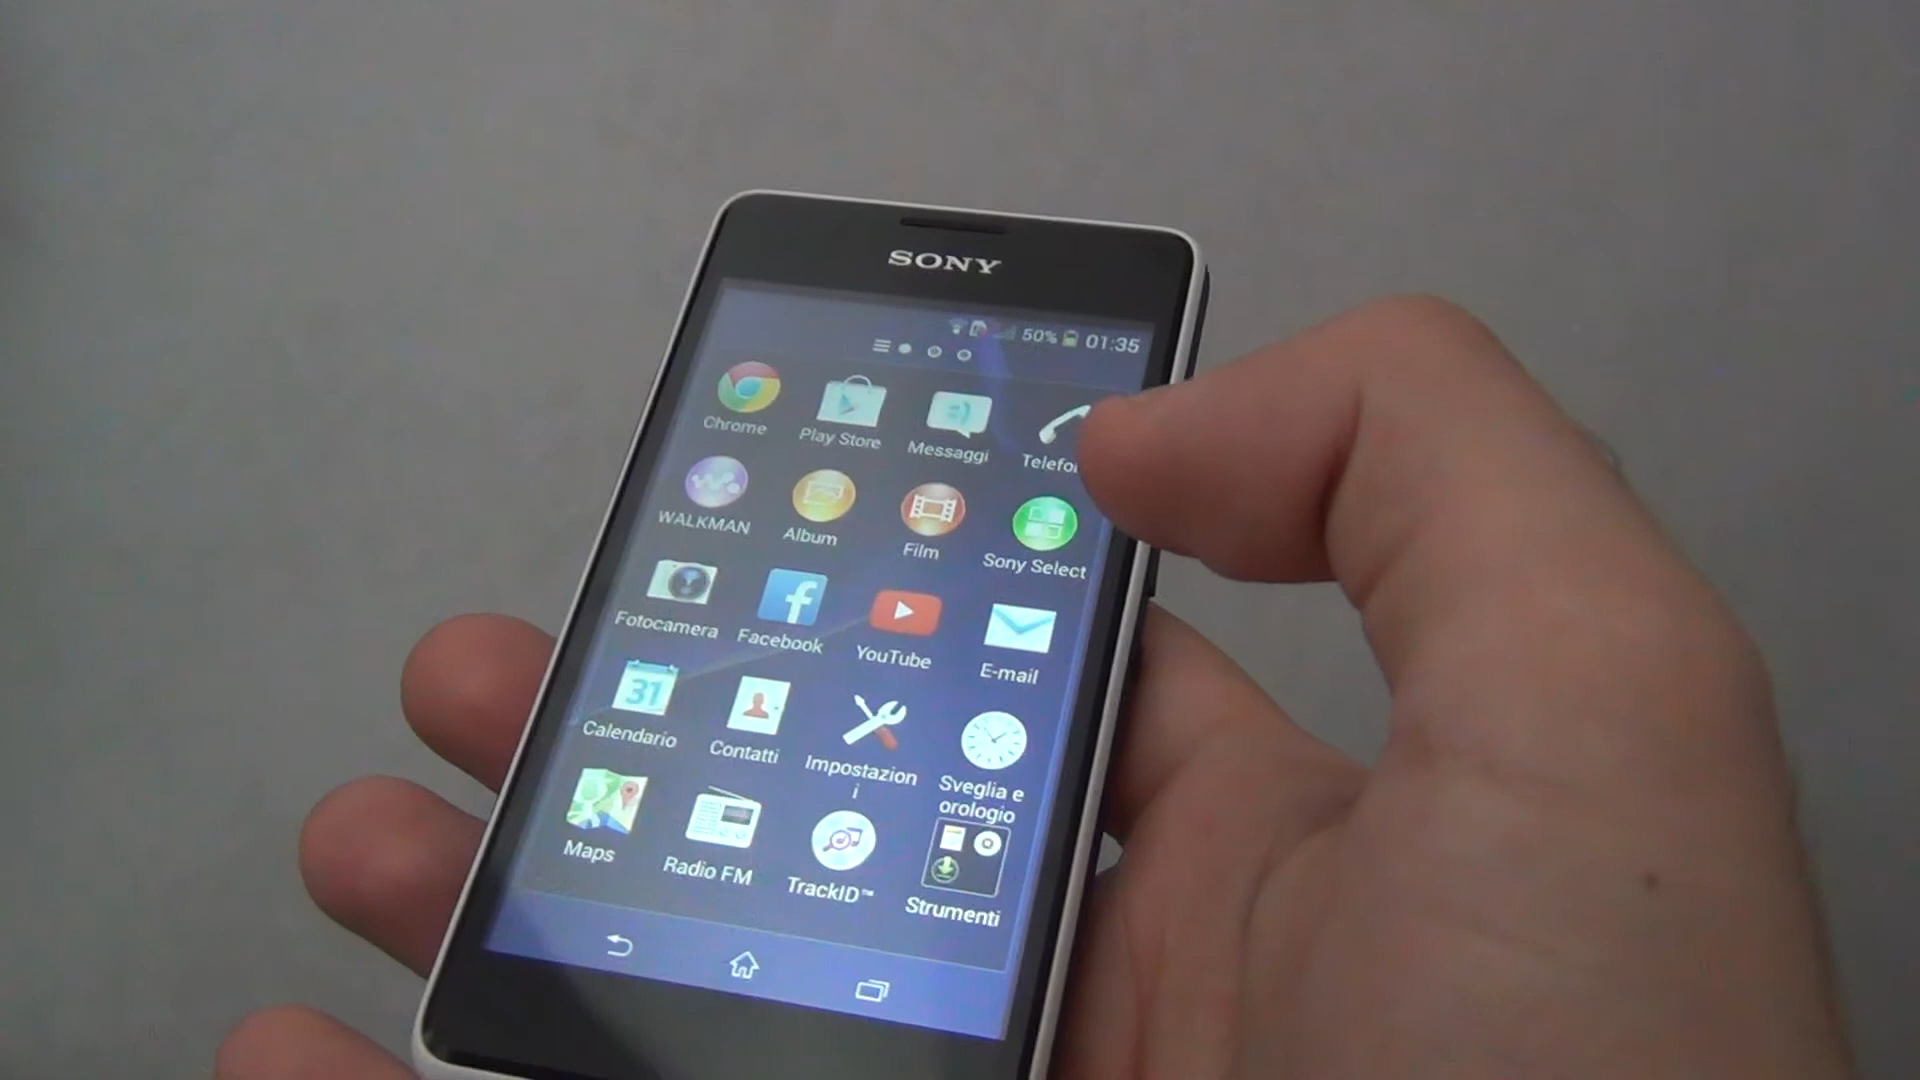 SONY
50% 01:35
Chrome
Play Store
Messaggi
Telefon
WALKMAN
Album
Film
Sony Select
Fotocamera
Facebook
YouTube
E-mail
31
Calendario
Contatti
Impostazion
i
Sveglia e
orologio
Maps
Radio FM
TrackID™
Strumenti